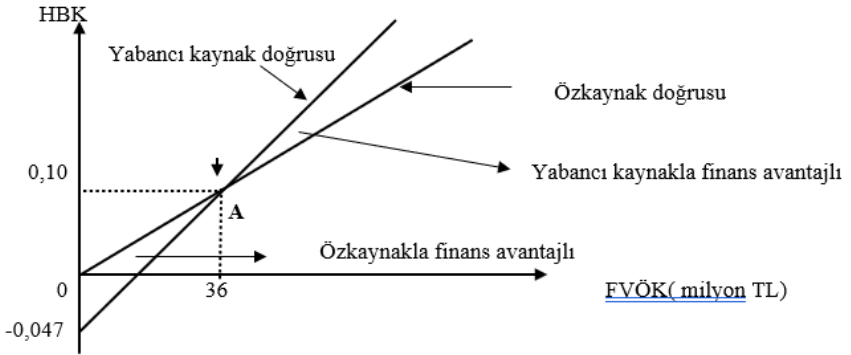 HBK
Yabancı kaynak doğrusu
Özkaynak doğrusu
0,10
Yabancı kaynakla finans avantajlı
A
Özkaynakla finans avantajlı
0
36
FVÖK( milyon TL)
-0,047